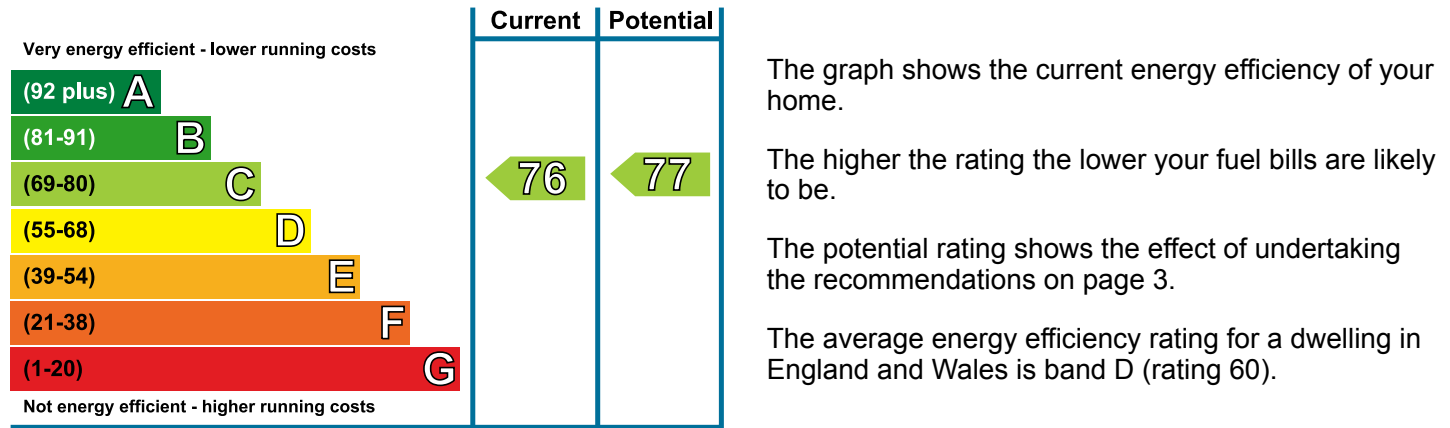 Current Potential
Very energy efficient - lower running costs
(92 plus) A
(81-91) B
(69-80) C
(55-68) D
(39-54) E
(21-38) F
(1-20) G
Not energy efficient - higher running costs
76 77
The graph shows the current energy efficiency of your
home.
The higher the rating the lower your fuel bills are likely
to be.
The potential rating shows the effect of undertaking
the recommendations on page 3.
The average energy efficiency rating for a dwelling in
England and Wales is band D (rating 60).